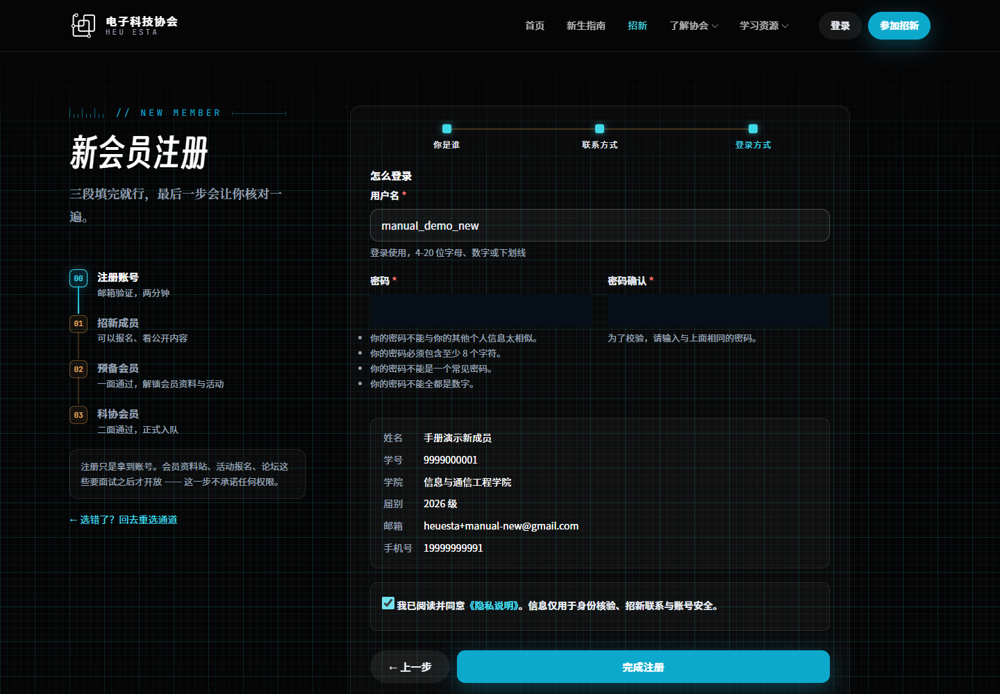 电子科技协会
HEU ESTA
首页
新生指南
招新
了解协会
学习资源
登录
参加招新
// NEW MEMBER
新会员注册
三段填完就行，最后一步会让你核对一
遍。
00
注册账号
邮箱验证，两分钟
01
招新成员
可以报名、看公开内容
02
预备会员
一面通过，解锁会员资料与活动
03
科协会员
二面通过，正式入队
注册只是拿到账号。会员资料站、活动报名、论坛这
些要面试之后才开放 —— 这一步不承诺任何权限。
← 选错了？回去重选通道
你是谁
联系方式
登录方式
怎么登录
用户名 *
manual_demo_new
登录使用，4-20 位字母、数字或下划线
密码 *
密码确认 *
你的密码不能与你的其他个人信息太相似。
你的密码必须包含至少 8 个字符。
你的密码不能是一个常见密码。
你的密码不能全都是数字。
为了校验，请输入与上面相同的密码。
姓名 手册演示新成员
学号 9999000001
学院 信息与通信工程学院
届别 2026 级
邮箱 heuesta+manual-new@gmail.com
手机号 19999999991
我已阅读并同意《隐私说明》。信息仅用于身份核验、招新联系与账号安全。
← 上一步
完成注册